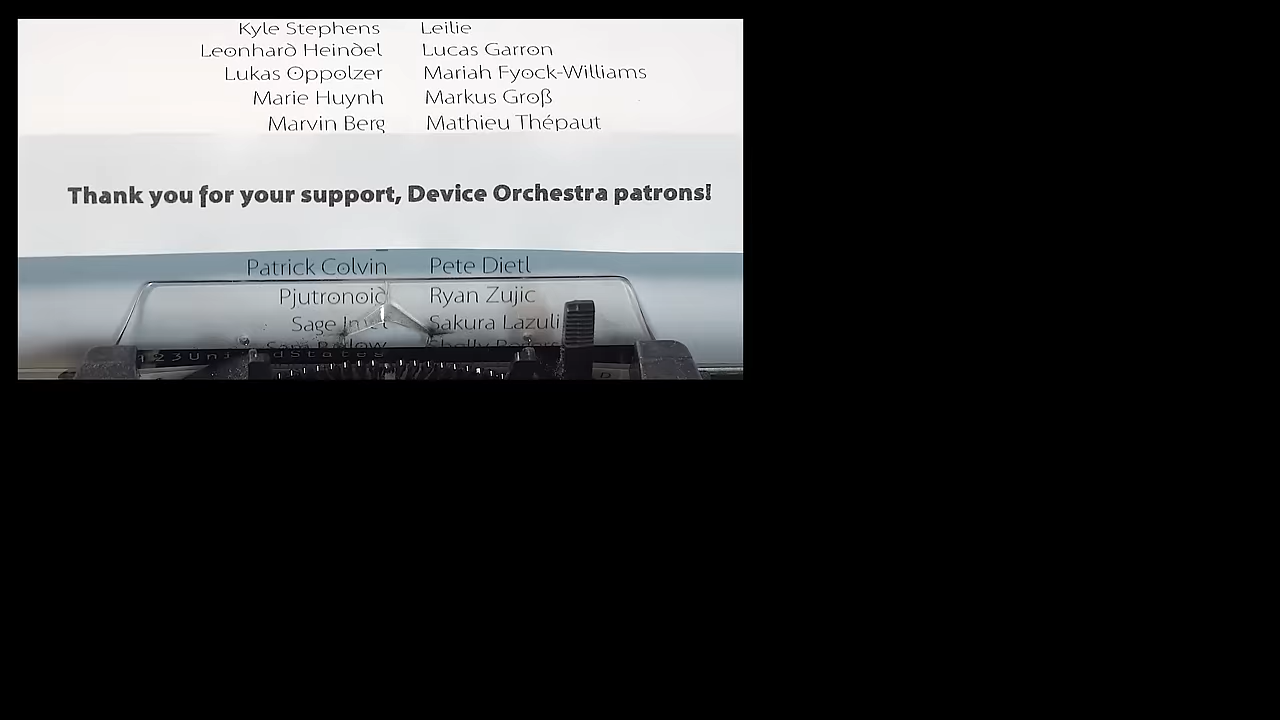 Kyle Stephens Leilie
Leonhard Heindel Lucas Garron
Lukas Oppolzer Mariah Fyock-Williams
Marie Huynh Markus Groß
Marvin Berg Mathieu Thépaut
Thank you for your support, Device Orchestra patrons!
Patrick Colvin Pete Dietl
Pjutronoid Ryan Zujic
Sage Sakura Lazuli